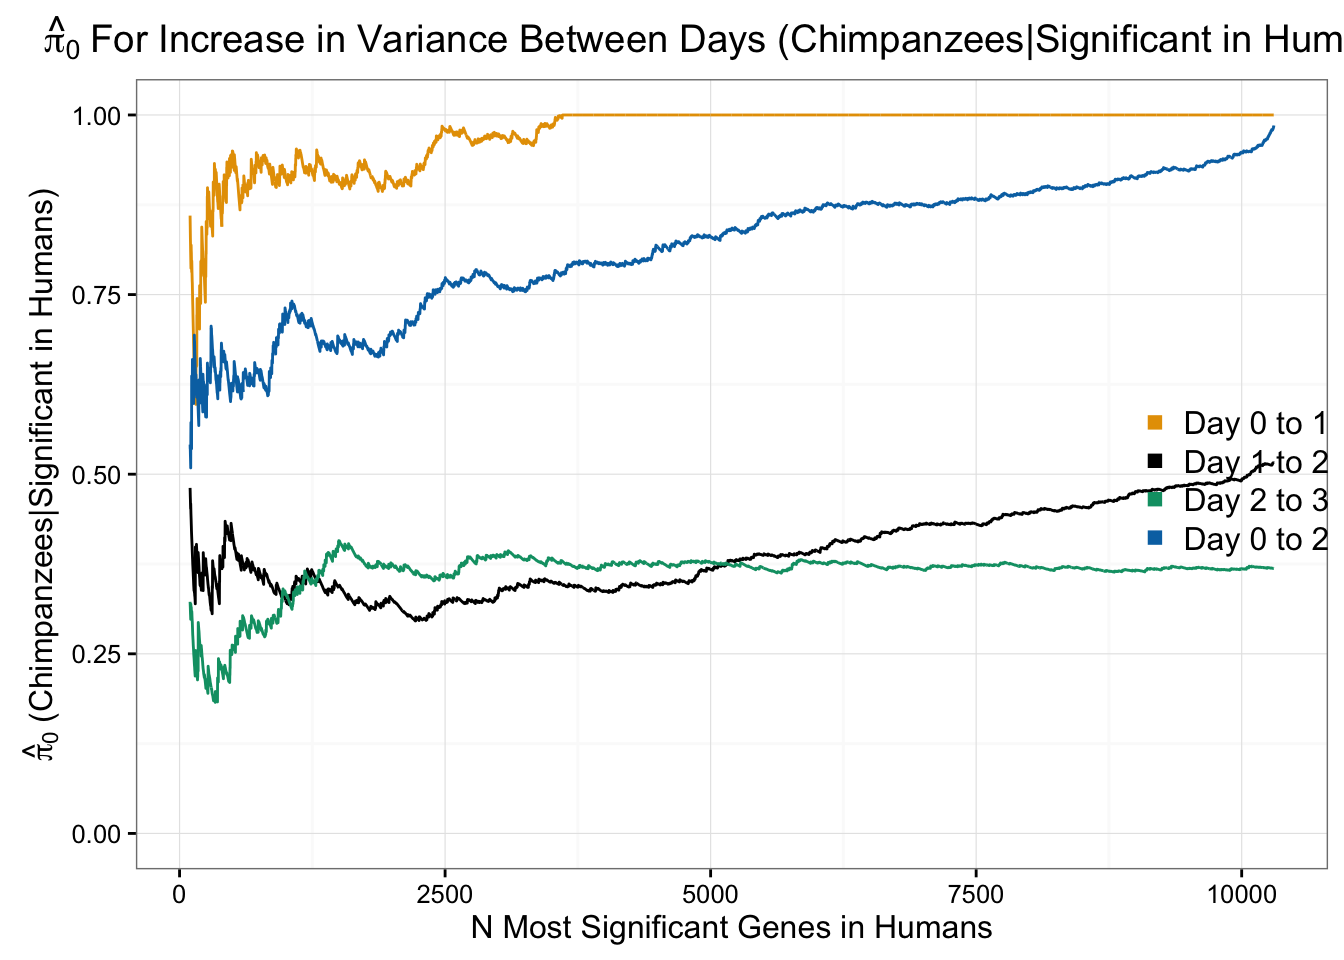 π̂₀ For Increase in Variance Between Days (Chimpanzees|Significant in Hum
π̂₀ (Chimpanzees|Significant in Humans)
1.00
0.75
0.50
0.25
0.00
Day 0 to 1
Day 1 to 2
Day 2 to 3
Day 0 to 2
0 2500 5000 7500 10000
N Most Significant Genes in Humans